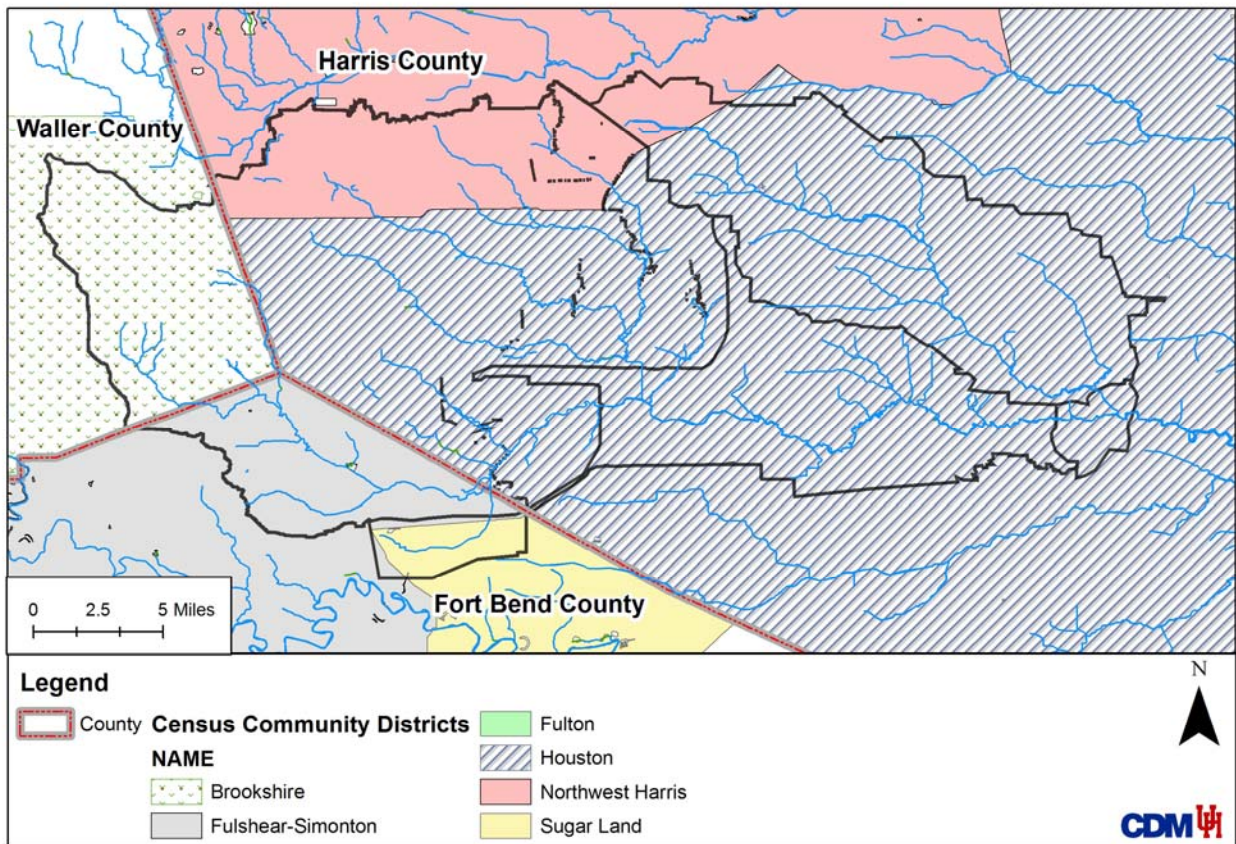 Harris County
Waller County
Fort Bend County
0 2.5 5 Miles
Legend
County
Census Community Districts
NAME
Brookshire
Fulshear-Simonton
Fulton
Houston
Northwest Harris
Sugar Land
N
CDM UH